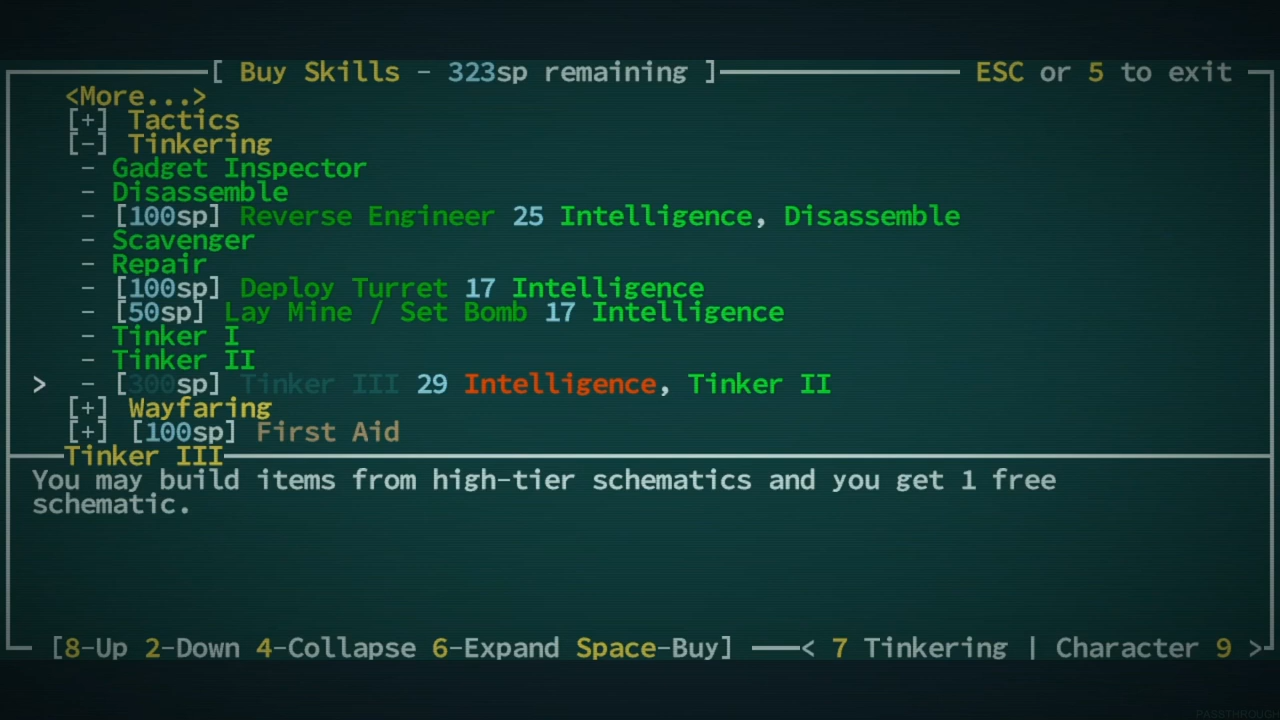 [ Buy Skills - 323sp remaining ] ESC or 5 to exit
<More...>
[+] Tactics
[-] Tinkering
- Gadget Inspector
- Disassemble
- [100sp] Reverse Engineer 25 Intelligence, Disassemble
- Scavenger
- Repair
- [100sp] Deploy Turret 17 Intelligence
- [50sp] Lay Mine / Set Bomb 17 Intelligence
- Tinker I
- Tinker II
> - [300sp] Tinker III 29 Intelligence, Tinker II
[+] Wayfaring
[+] [100sp] First Aid
Tinker III
You may build items from high-tier schematics and you get 1 free
schematic.
[8-Up 2-Down 4-Collapse 6-Expand Space-Buy] < 7 Tinkering | Character 9 >